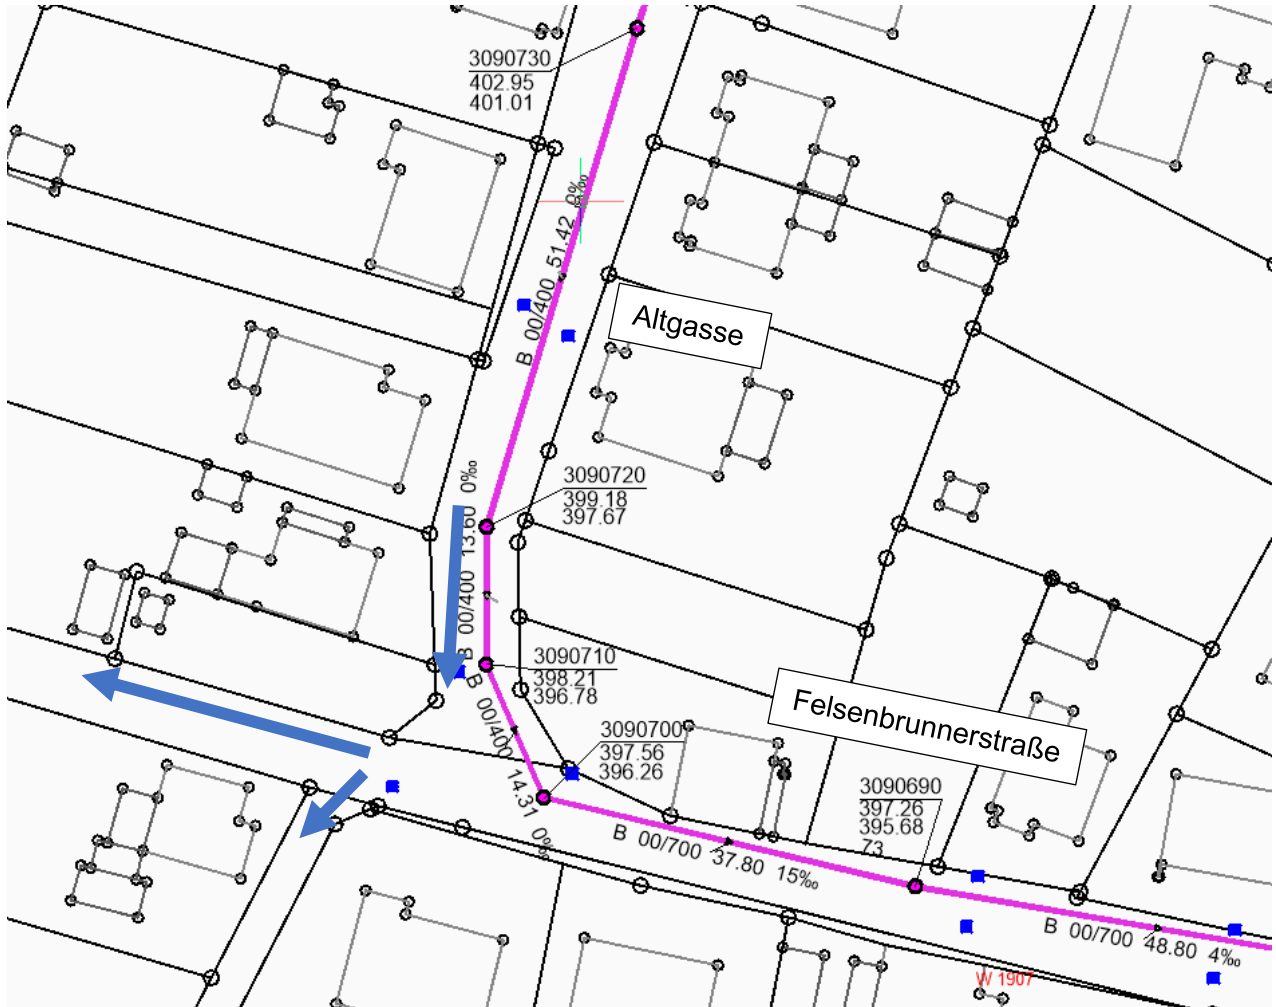 3090730
402.95
401.01
B 00/400 51.42 0‰
Altgasse
3090720
399.18
397.67
B 00/400 13.60 0‰
3090710
398.21
396.78
B 00/400 14.31 0‰
3090700
397.56
396.26
Felsenbrunnerstraße
3090690
397.26
395.68
73
B 00/700 37.80 15‰
B 00/700 48.80 4‰
W 1907